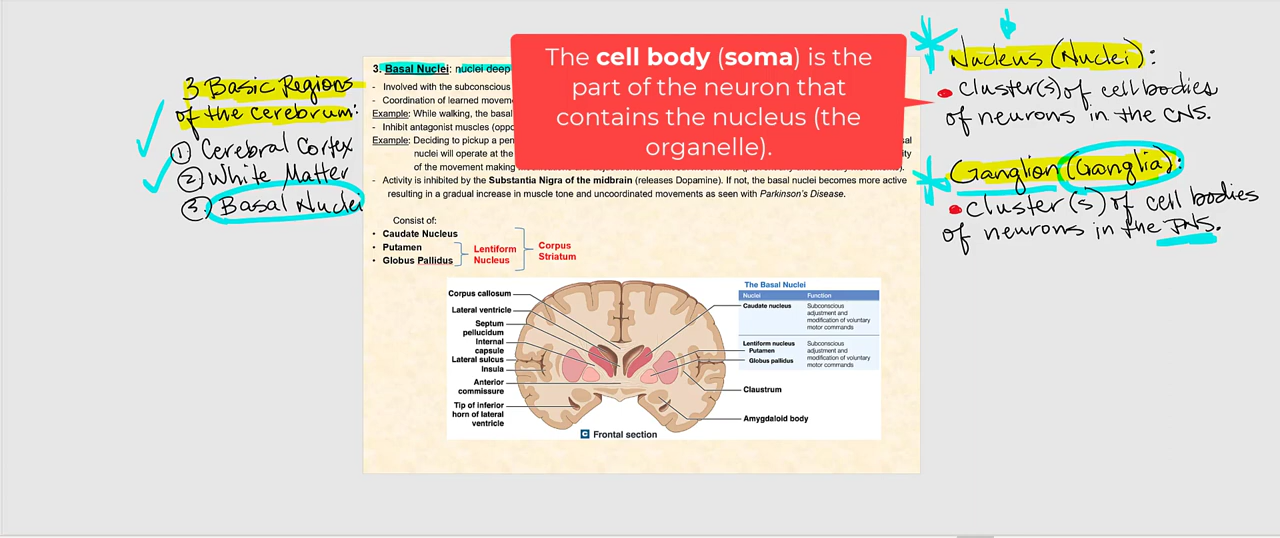 3 Basic Regions
of the Cerebrum:
① Cerebral Cortex
② White Matter
③ Basal Nuclei
3. Basal Nuclei: nuclei deep
- Involved with the subconscious
- Coordination of learned movem
Example: While walking, the basal
- Inhibit antagonist muscles (oppo
Example: Deciding to pickup a pen
nuclei will operate at the
of the movement making
- Activity is inhibited by the Substantia Nigra of the midbrain (releases Dopamine). If not, the basal nuclei becomes more active
resulting in a gradual increase in muscle tone and uncoordinated movements as seen with Parkinson's Disease.
Consist of:
• Caudate Nucleus
• Putamen
• Globus Pallidus
Lentiform
Nucleus
Corpus
Striatum
The cell body (soma) is the
part of the neuron that
contains the nucleus (the
organelle).
Nucleus (Nuclei):
• cluster(s) of cell bodies
of neurons in the CNS.
Ganglion (Ganglia):
• cluster(s) of cell bodies
of neurons in the PNS.
Corpus callosum
Lateral ventricle
Septum
pellucidum
Internal
capsule
Lateral sulcus
Insula
Anterior
commissure
Tip of inferior
horn of lateral
ventricle
C Frontal section
Claustrum
Amygdaloid body
The Basal Nuclei
Nuclei Function
Caudate nucleus Subconscious
adjustment and
modification of voluntary
motor commands
Lentiform nucleus Subconscious
Putamen adjustment and
Globus pallidus modification of voluntary
motor commands